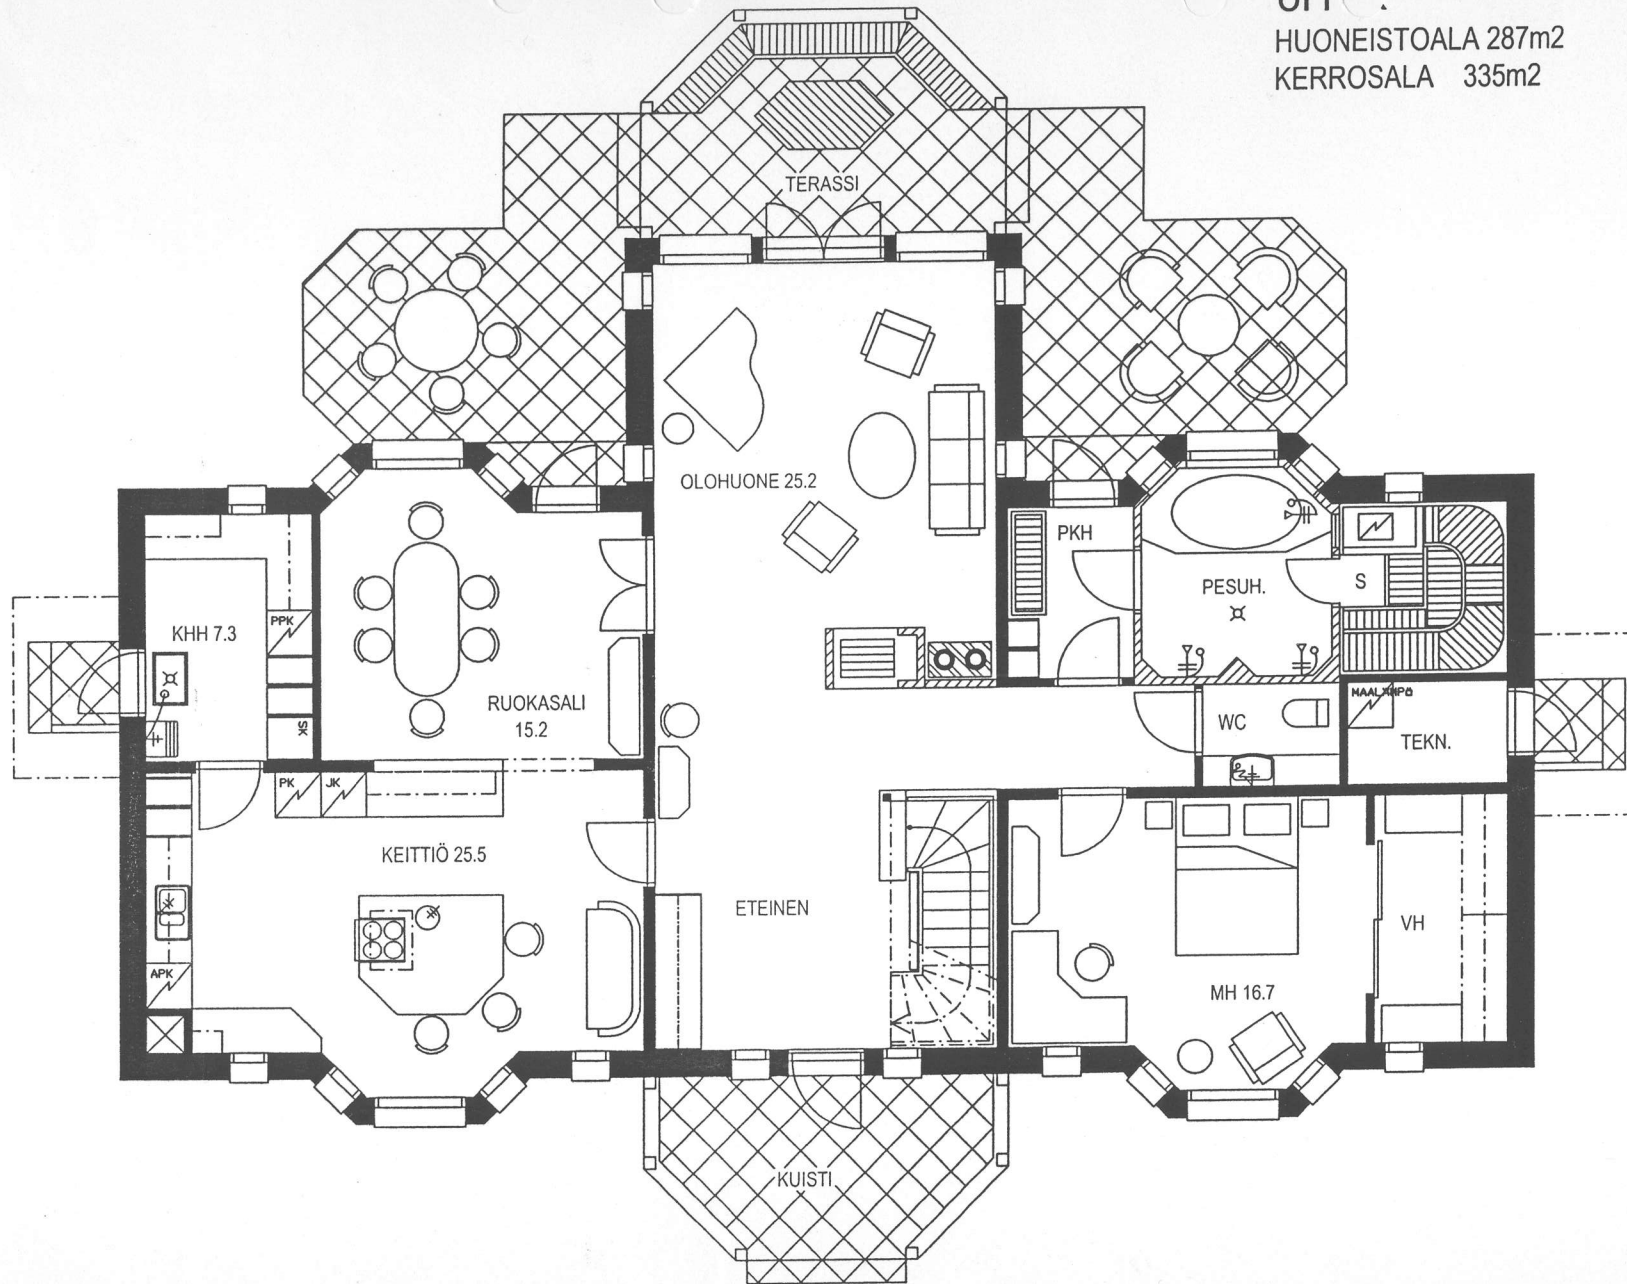 HUONEISTOALA 287m2
KERROSALA 335m2
TERASSI
OLOHUONE 25.2
PKH
PESUH.
S
KHH 7.3
PPK
SK
RUOKASALI
15.2
WC
MAALÄMPÖ
TEKN.
PK
JK
KEITTIÖ 25.5
APK
ETEINEN
MH 16.7
VH
KUISTI